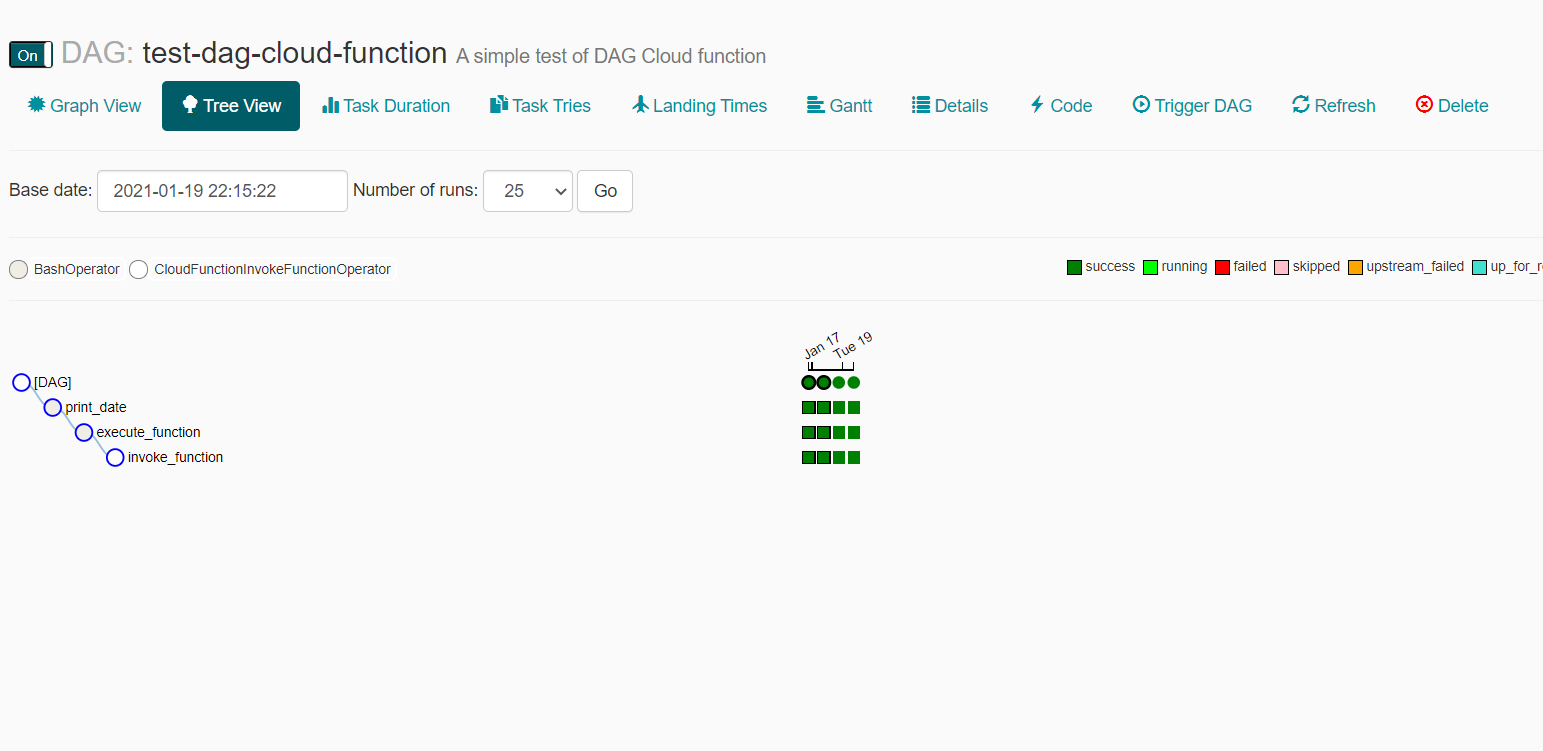 On DAG: test-dag-cloud-function A simple test of DAG Cloud function
Graph View Tree View Task Duration Task Tries Landing Times Gantt Details Code Trigger DAG Refresh Delete
Base date: 2021-01-19 22:15:22 Number of runs: 25 Go
BashOperator CloudFunctionInvokeFunctionOperator success running failed skipped upstream_failed up_for_r
Jan 17 Tue 19
[DAG]
print_date
execute_function
invoke_function